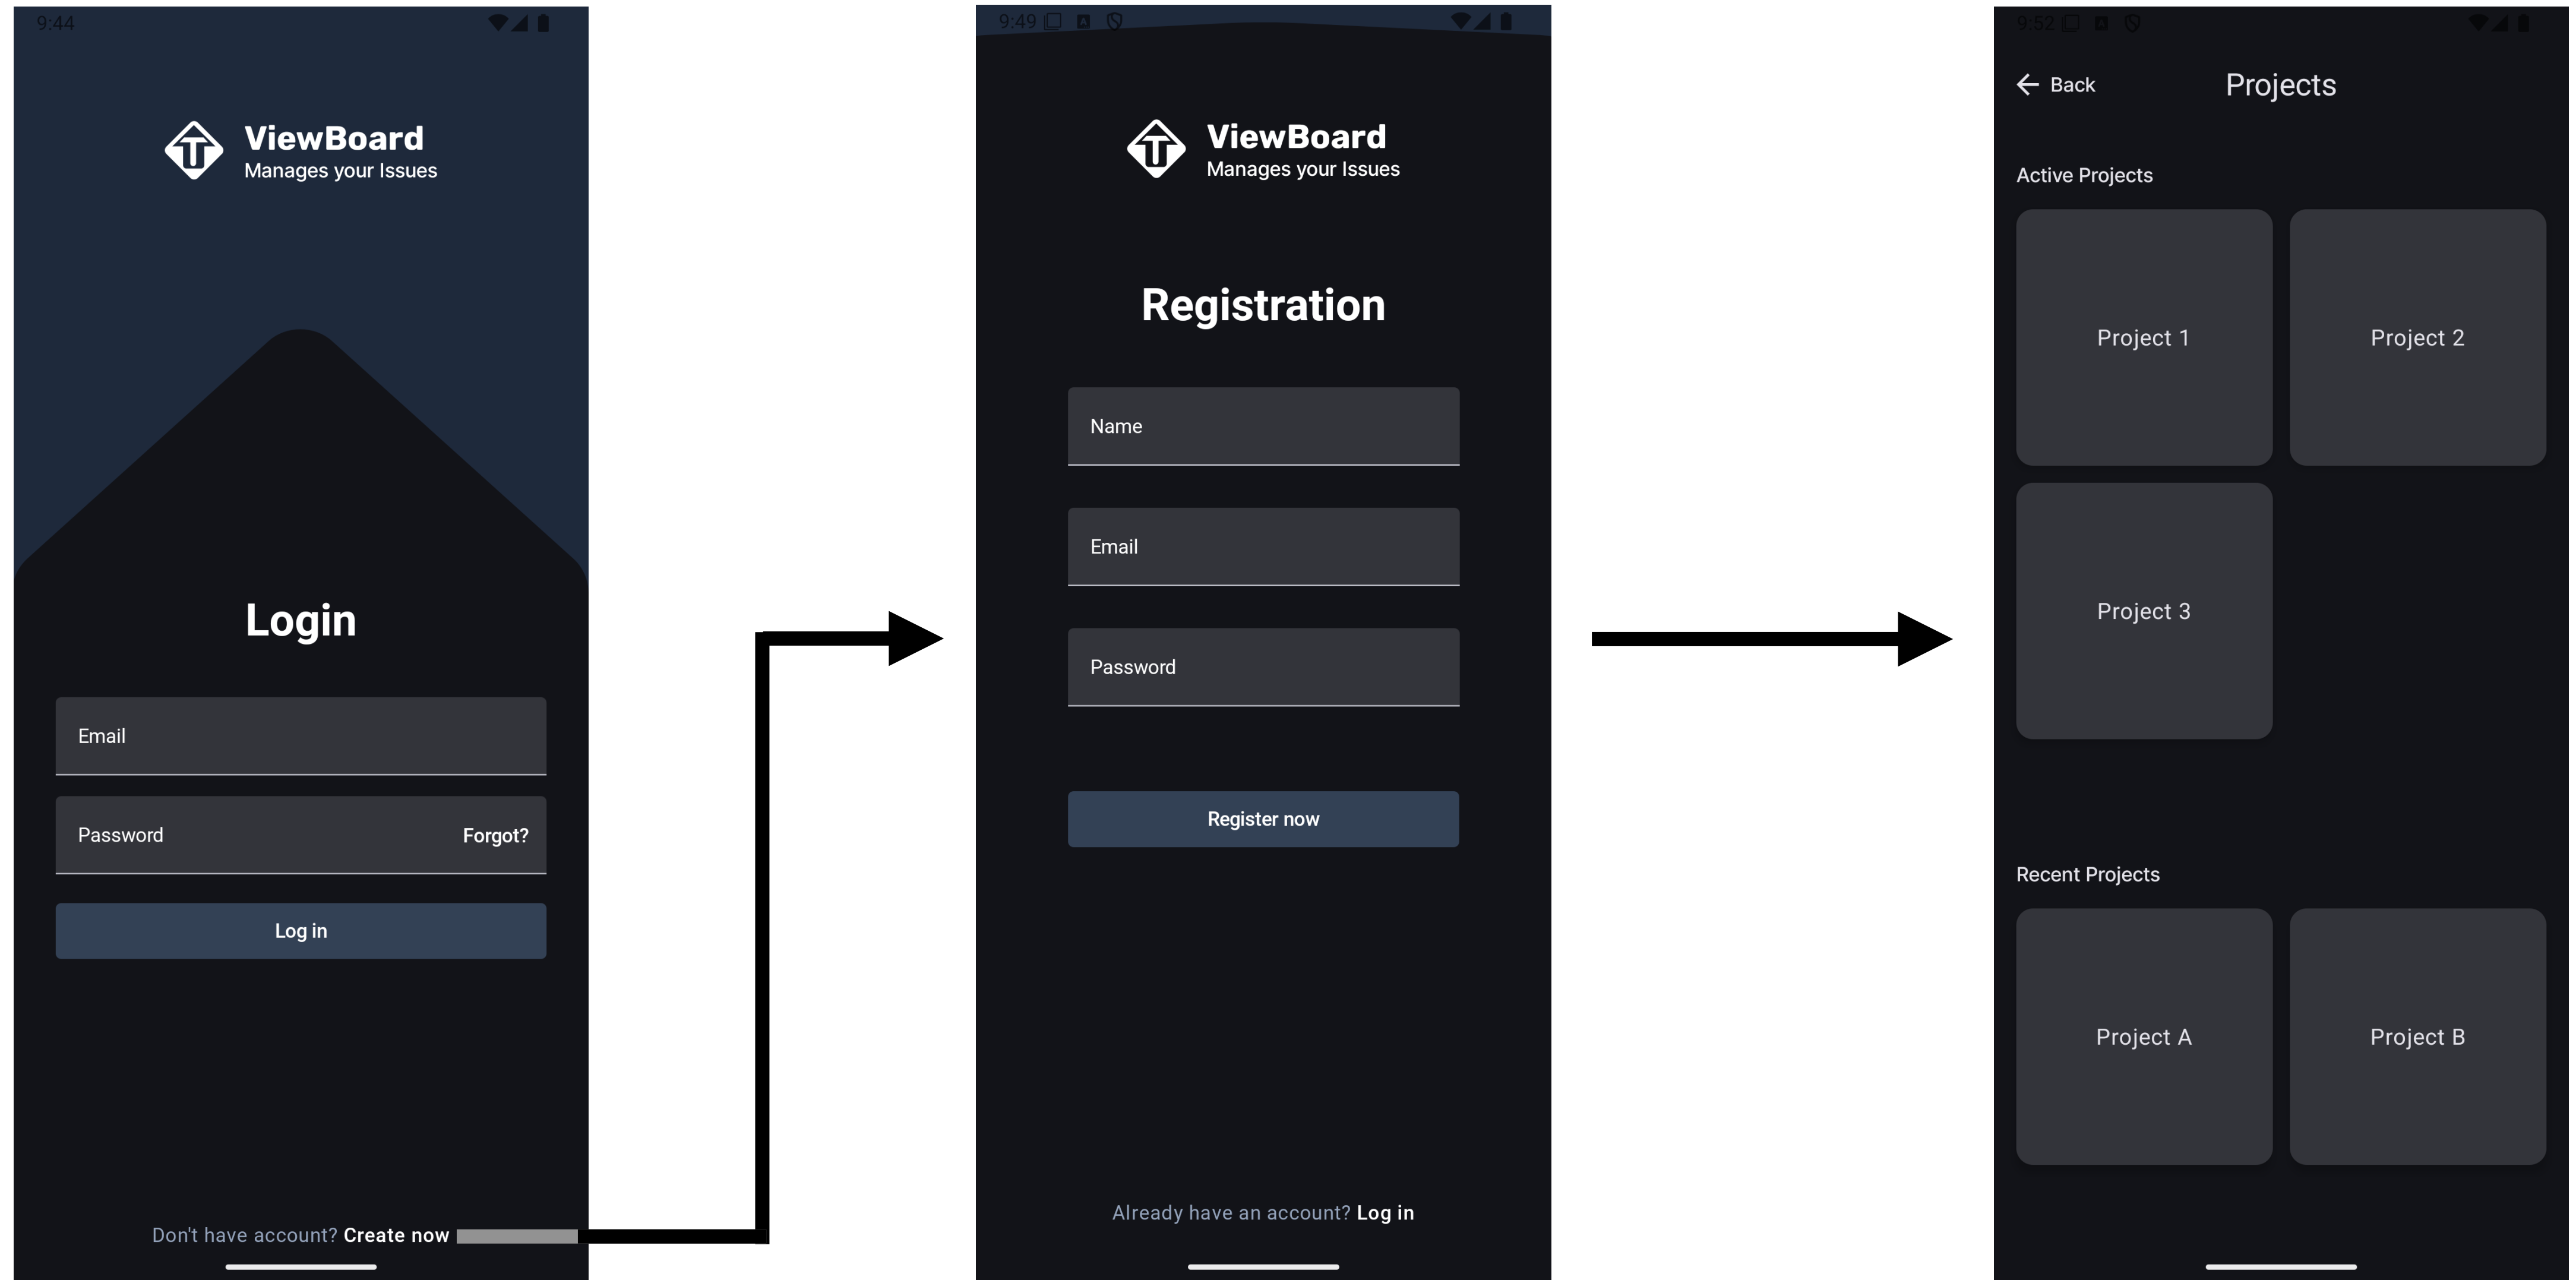 9:44
ViewBoard
Manages your Issues
Login
Email
Password Forgot?
Log in
Don't have account? Create now
9:49
ViewBoard
Manages your Issues
Registration
Name
Email
Password
Register now
Already have an account? Log in
9:52
Back Projects
Active Projects
Project 1 Project 2
Project 3
Recent Projects
Project A Project B